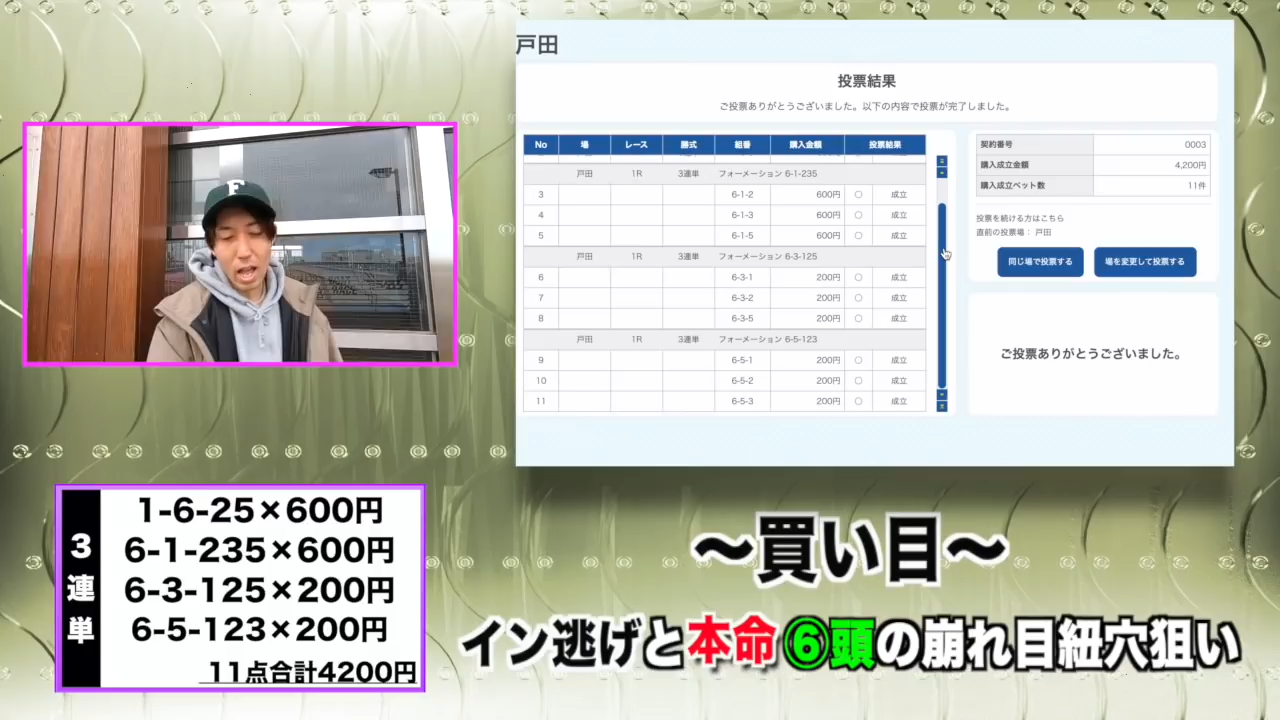 戸田
投票結果
ご投票ありがとうございました。以下の内容で投票が完了しました。
No 場 レース 勝式 組番 購入金額 投票結果
戸田 1R 3連単 フォーメーション 6-1-235
3 6-1-2 600円 〇 成立
4 6-1-3 600円 〇 成立
5 6-1-5 600円 〇 成立
戸田 1R 3連単 フォーメーション 6-3-125
6 6-3-1 200円 〇 成立
7 6-3-2 200円 〇 成立
8 6-3-5 200円 〇 成立
戸田 1R 3連単 フォーメーション 6-5-123
9 6-5-1 200円 〇 成立
10 6-5-2 200円 〇 成立
11 6-5-3 200円 〇 成立
契約番号 0003
購入成立金額 4,200円
購入成立ベット数 11件
投票を続ける方はこちら
直前の投票場： 戸田
同じ場で投票する 場を変更して投票する
ご投票ありがとうございました。
F
3連単
1-6-25×600円
6-1-235×600円
6-3-125×200円
6-5-123×200円
11点合計4200円
〜買い目〜
イン逃げと本命⑥頭の崩れ目紐穴狙い